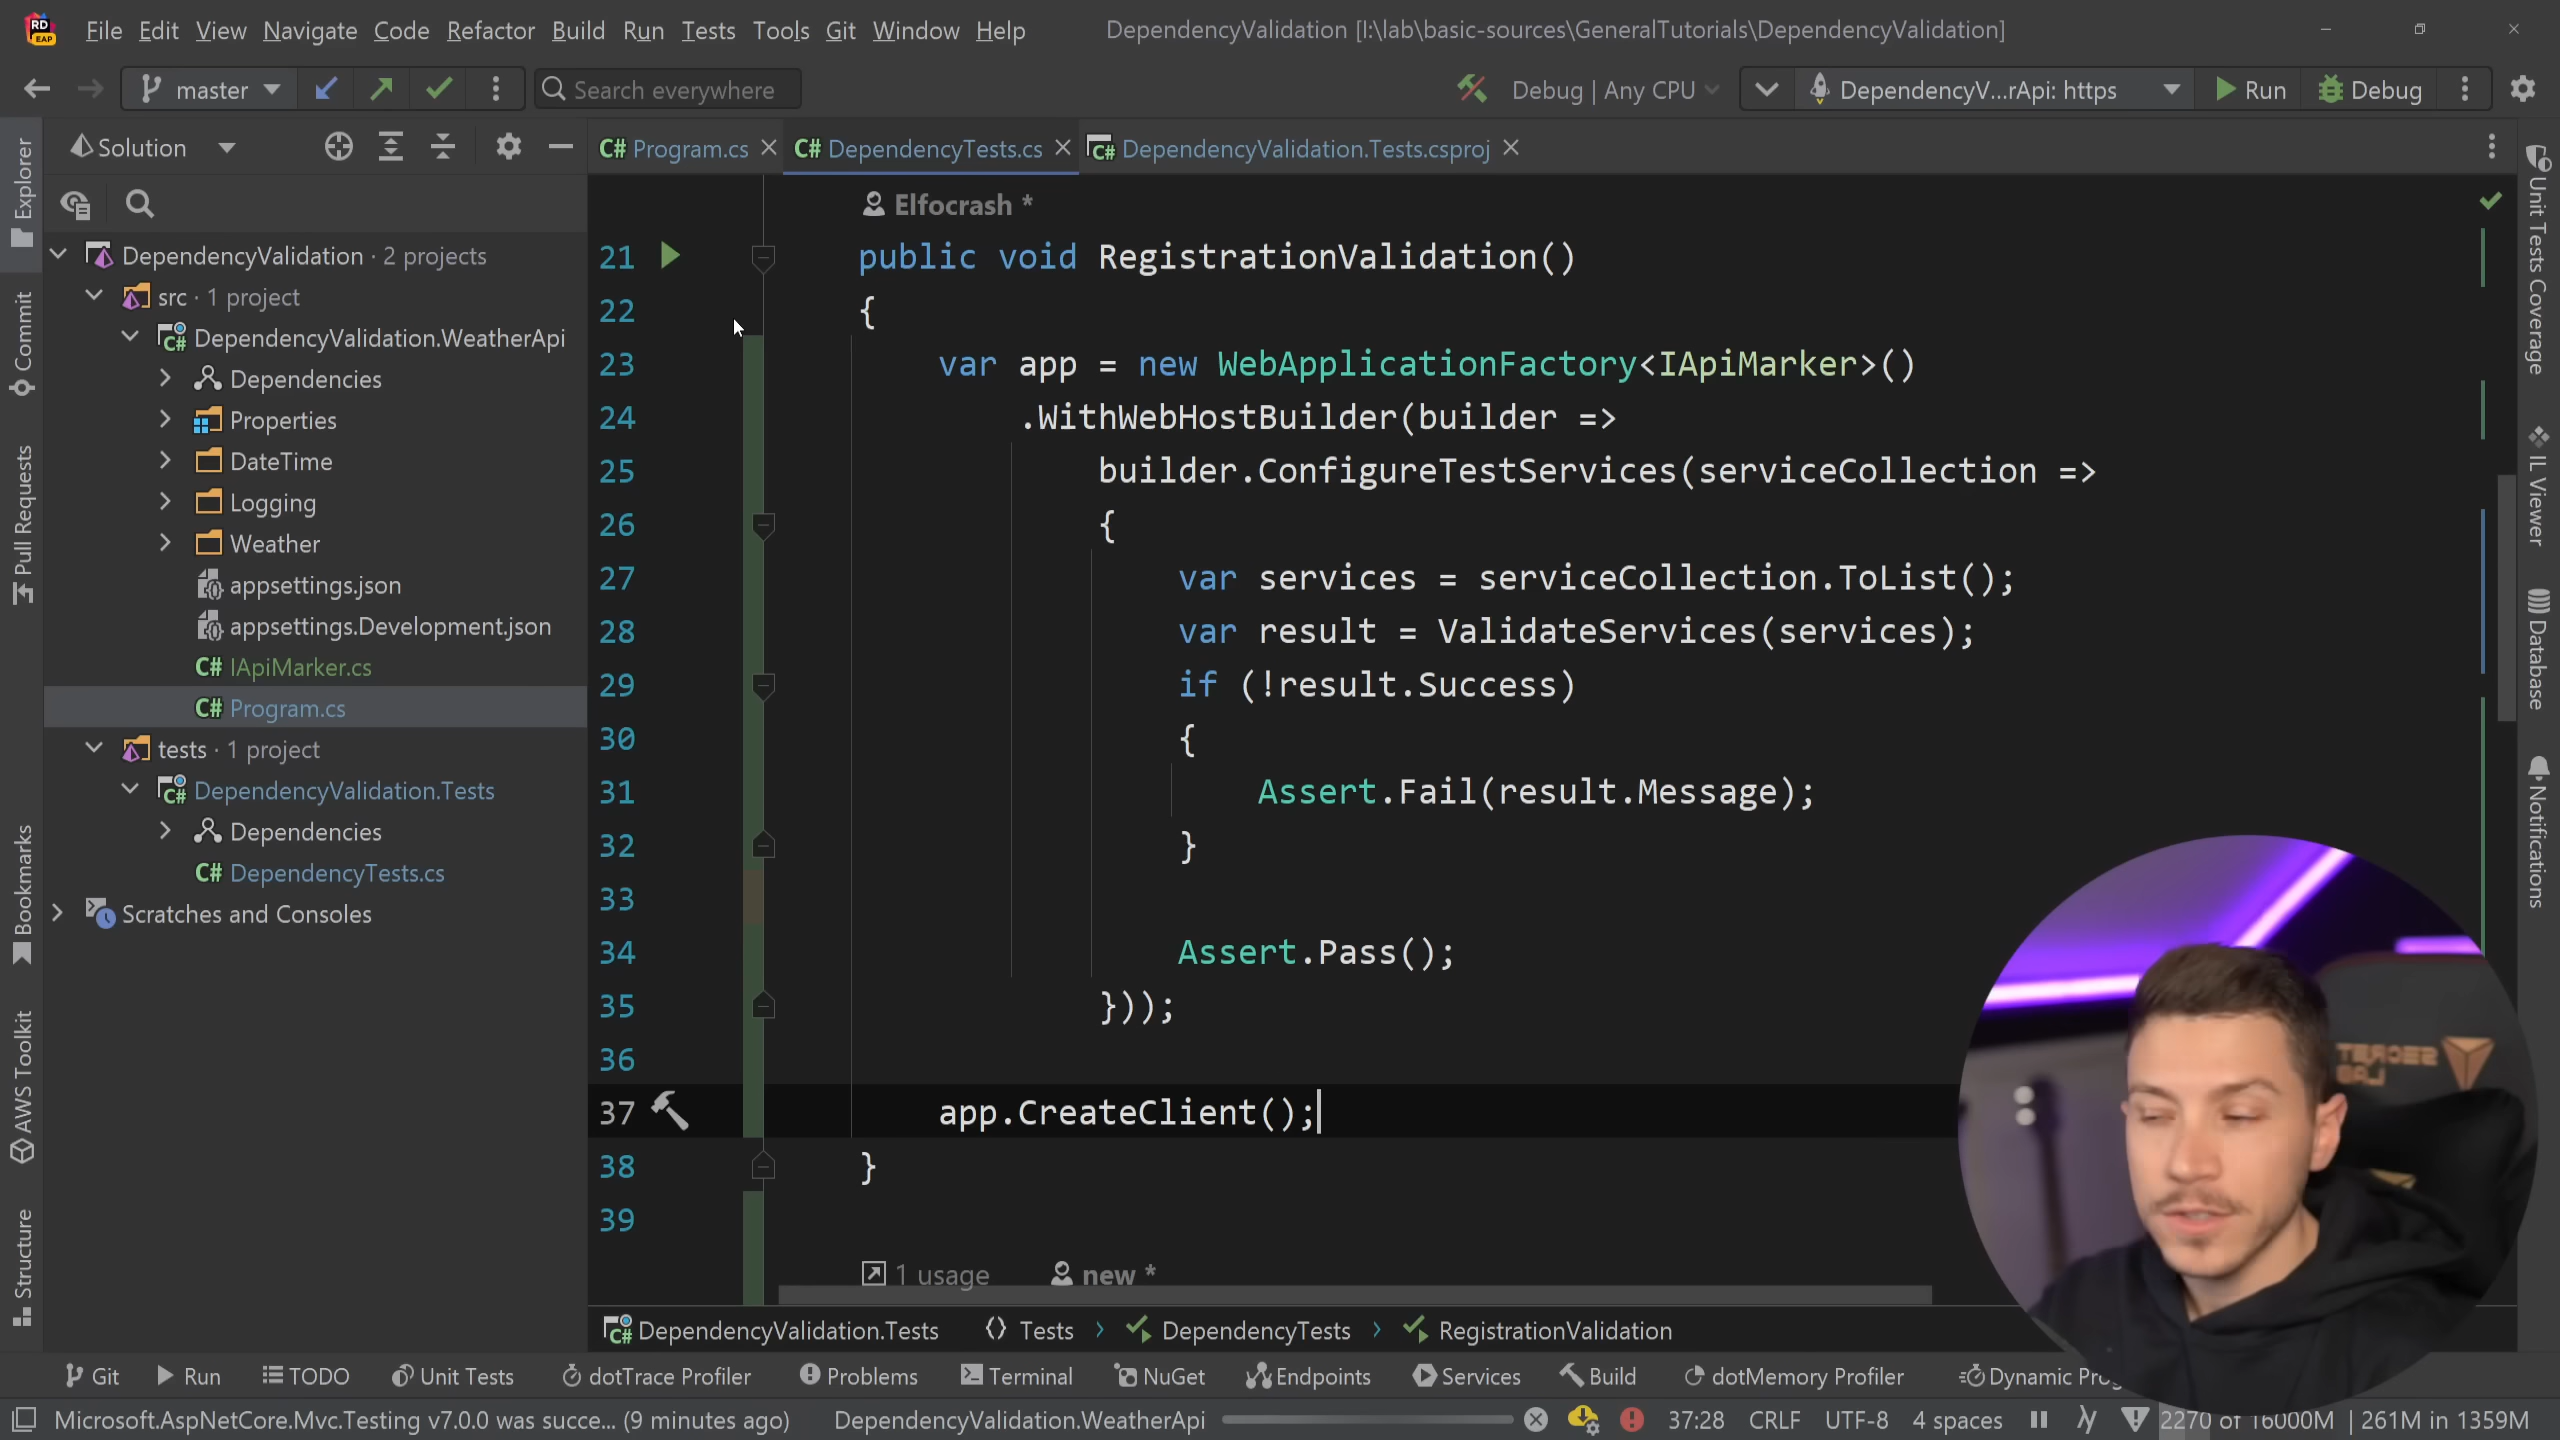 RD
EAP
File Edit View Navigate Code Refactor Build Run Tests Tools Git Window Help
DependencyValidation [I:\lab\basic-sources\GeneralTutorials\DependencyValidation]
master
Search everywhere
Debug | Any CPU
DependencyV...rApi: https
Run
Debug
Explorer
Commit
Pull Requests
Bookmarks
AWS Toolkit
Structure
Solution
DependencyValidation · 2 projects
src · 1 project
DependencyValidation.WeatherApi
Dependencies
Properties
DateTime
Logging
Weather
appsettings.json
appsettings.Development.json
C# IApiMarker.cs
C# Program.cs
tests · 1 project
DependencyValidation.Tests
Dependencies
C# DependencyTests.cs
Scratches and Consoles
C# Program.cs
C# DependencyTests.cs
C# DependencyValidation.Tests.csproj
Elfocrash *
21 public void RegistrationValidation()
22 {
23 var app = new WebApplicationFactory<IApiMarker>()
24 .WithWebHostBuilder(builder =>
25 builder.ConfigureTestServices(serviceCollection =>
26 {
27 var services = serviceCollection.ToList();
28 var result = ValidateServices(services);
29 if (!result.Success)
30 {
31 Assert.Fail(result.Message);
32 }
33
34 Assert.Pass();
35 }));
36
37 app.CreateClient();
38 }
39
1 usage new *
Unit Tests Coverage
IL Viewer
Database
Notifications
SECRET
LAB
DependencyValidation.Tests Tests DependencyTests RegistrationValidation
Git Run TODO Unit Tests dotTrace Profiler Problems Terminal NuGet Endpoints Services Build dotMemory Profiler Dynamic Prog
Microsoft.AspNetCore.Mvc.Testing v7.0.0 was succe... (9 minutes ago) DependencyValidation.WeatherApi 37:28 CRLF UTF-8 4 spaces 2270 of 16000M | 261M in 1359M